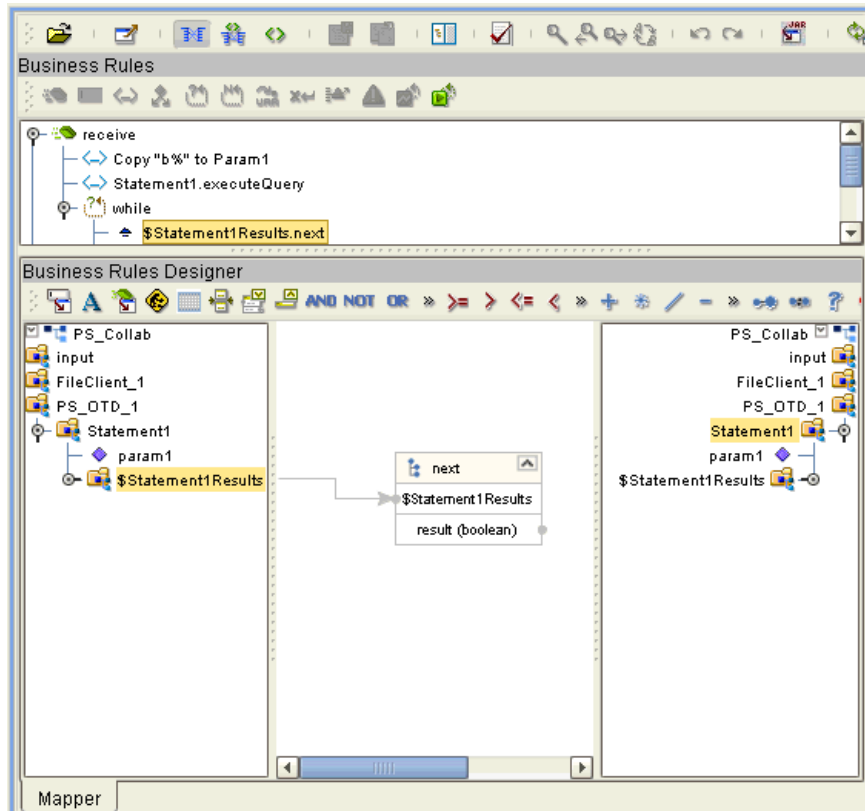 JAR
Business Rules
receive
Copy "b%" to Param1
Statement1.executeQuery
while
$Statement1Results.next
Business Rules Designer
A AND NOT OR » >= > <= < » + / - » ?
PS_Collab
input
FileClient_1
PS_OTD_1
Statement1
param1
$Statement1Results
next
$Statement1Results
result (boolean)
PS_Collab
input
FileClient_1
PS_OTD_1
Statement1
param1
$Statement1Results
Mapper